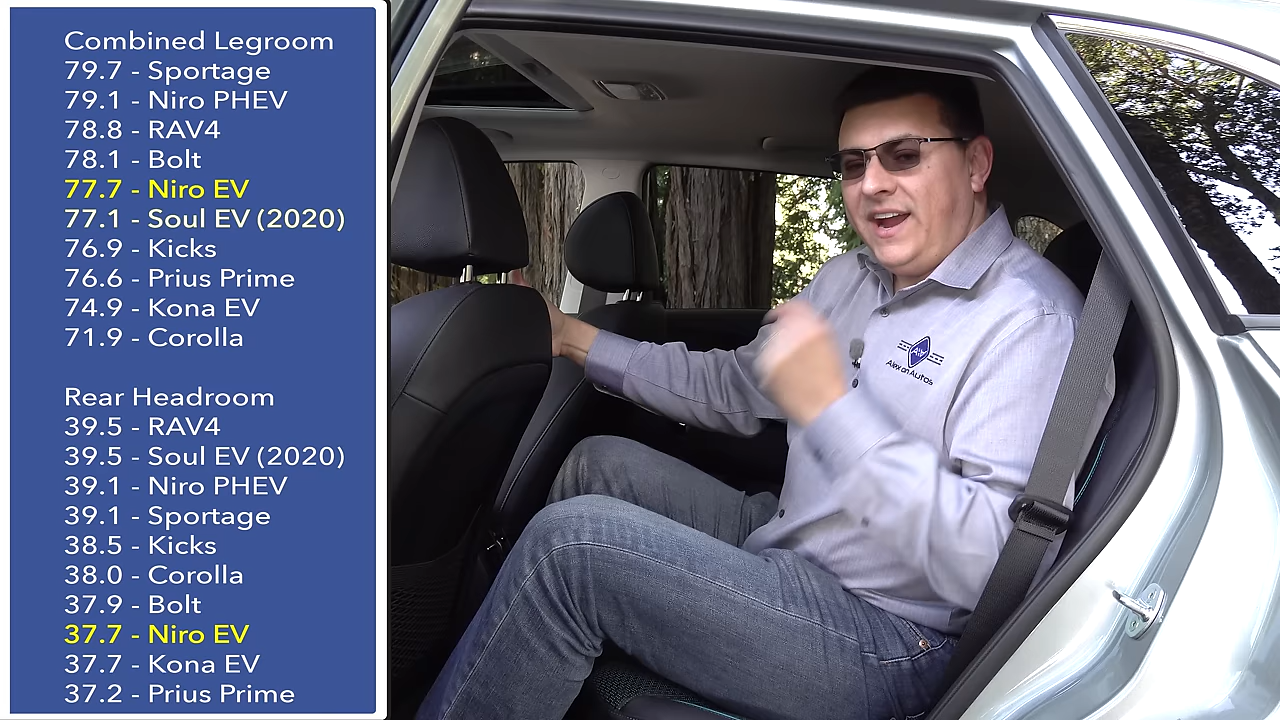 Combined Legroom
79.7 - Sportage
79.1 - Niro PHEV
78.8 - RAV4
78.1 - Bolt
77.7 - Niro EV
77.1 - Soul EV (2020)
76.9 - Kicks
76.6 - Prius Prime
74.9 - Kona EV
71.9 - Corolla
Rear Headroom
39.5 - RAV4
39.5 - Soul EV (2020)
39.1 - Niro PHEV
39.1 - Sportage
38.5 - Kicks
38.0 - Corolla
37.9 - Bolt
37.7 - Niro EV
37.7 - Kona EV
37.2 - Prius Prime
Alex on Autos